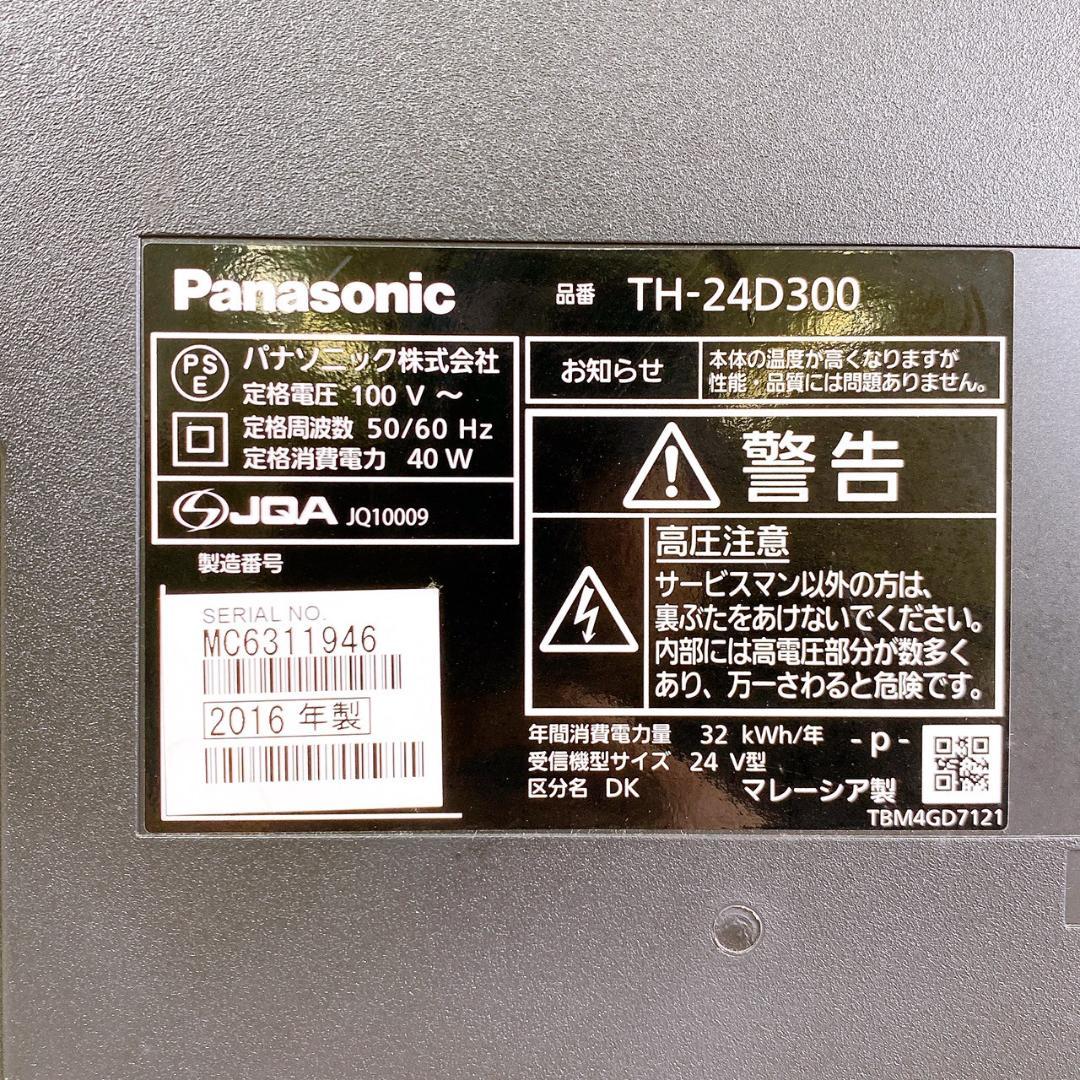 Panasonic
品番 TH-24D300
PS
E
パナソニック株式会社
定格電圧 100 V ～
定格周波数 50/60 Hz
定格消費電力 40 W
JQA JQ10009
製造番号
SERIAL NO.
MC6311946
2016 年製
お知らせ
本体の温度が高くなりますが
性能・品質には問題ありません。
警告
高圧注意
サービスマン以外の方は、
裏ぶたをあけないでください。
内部には高電圧部分が数多く
あり、万一さわると危険です。
年間消費電力量 32 kWh/年
受信機型サイズ 24 V型
区分名 DK
- p -
マレーシア製
TBM4GD7121